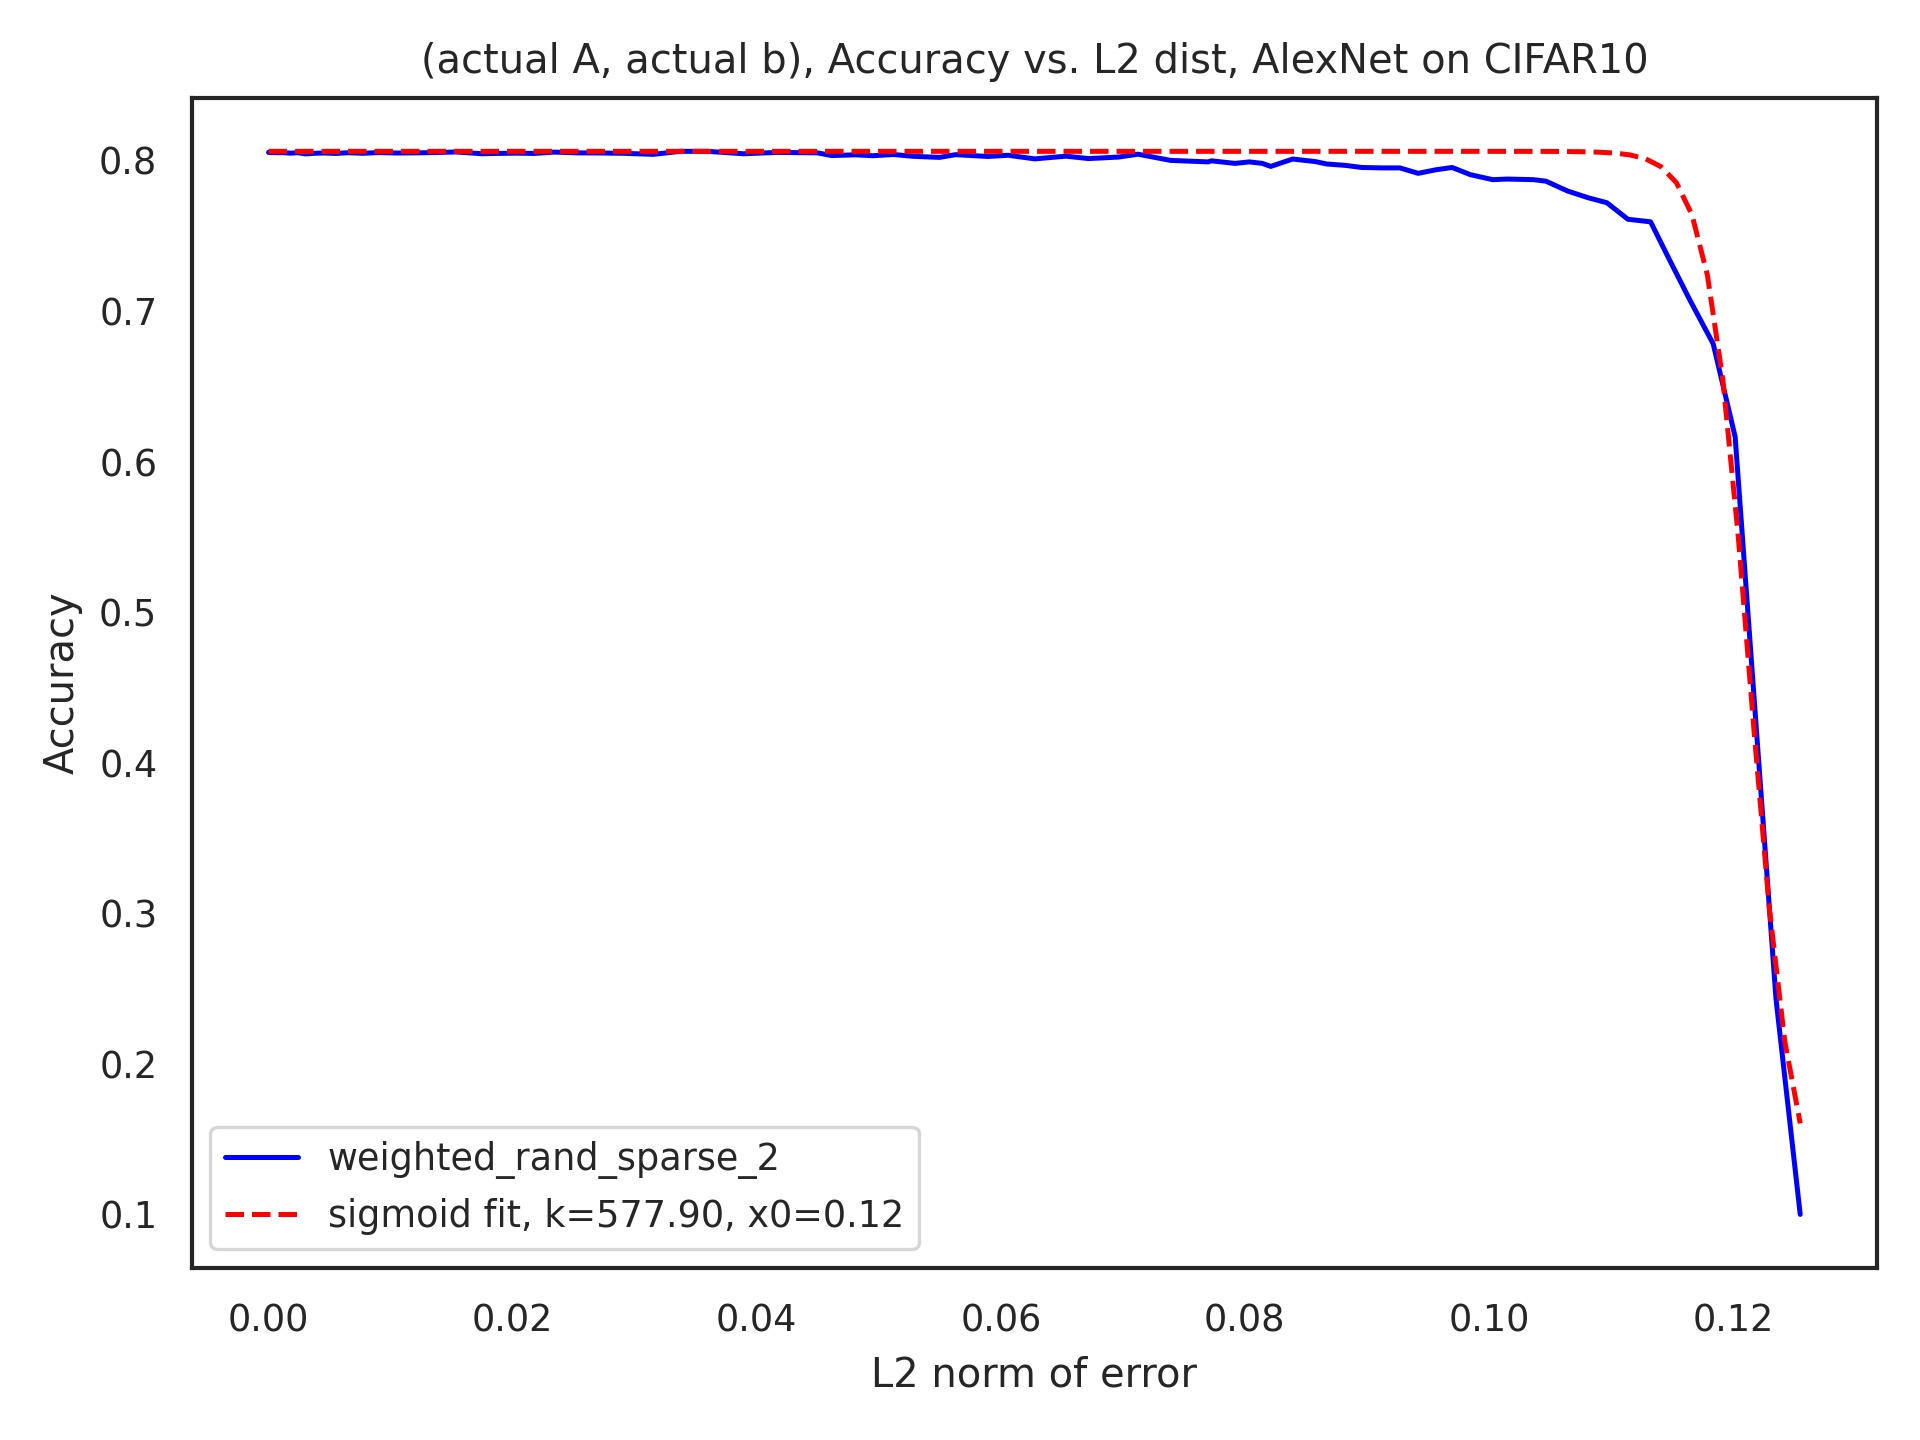 (actual A, actual b), Accuracy vs. L2 dist, AlexNet on CIFAR10
Accuracy
0.8
0.7
0.6
0.5
0.4
0.3
0.2
0.1
weighted_rand_sparse_2
sigmoid fit, k=577.90, x0=0.12
0.00 0.02 0.04 0.06 0.08 0.10 0.12
L2 norm of error